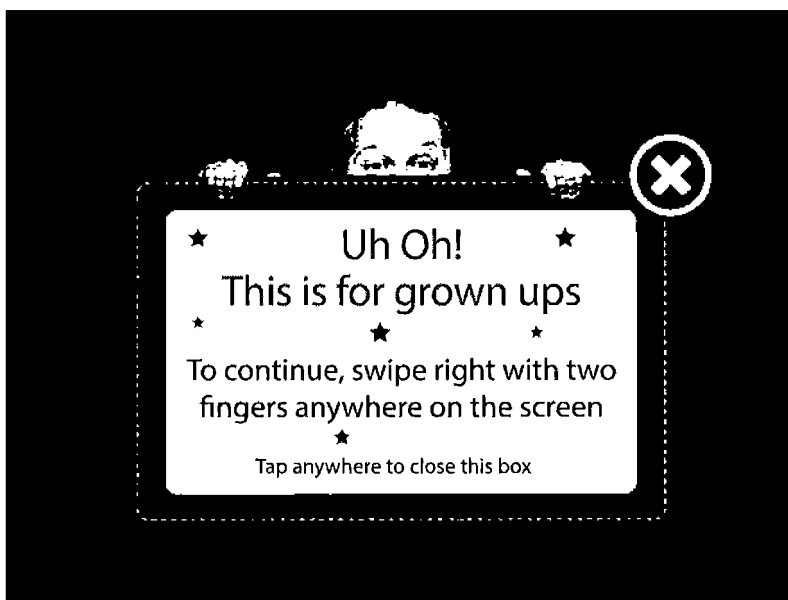 Uh Oh!
This is for grown ups
To continue, swipe right with two
fingers anywhere on the screen
Tap anywhere to close this box